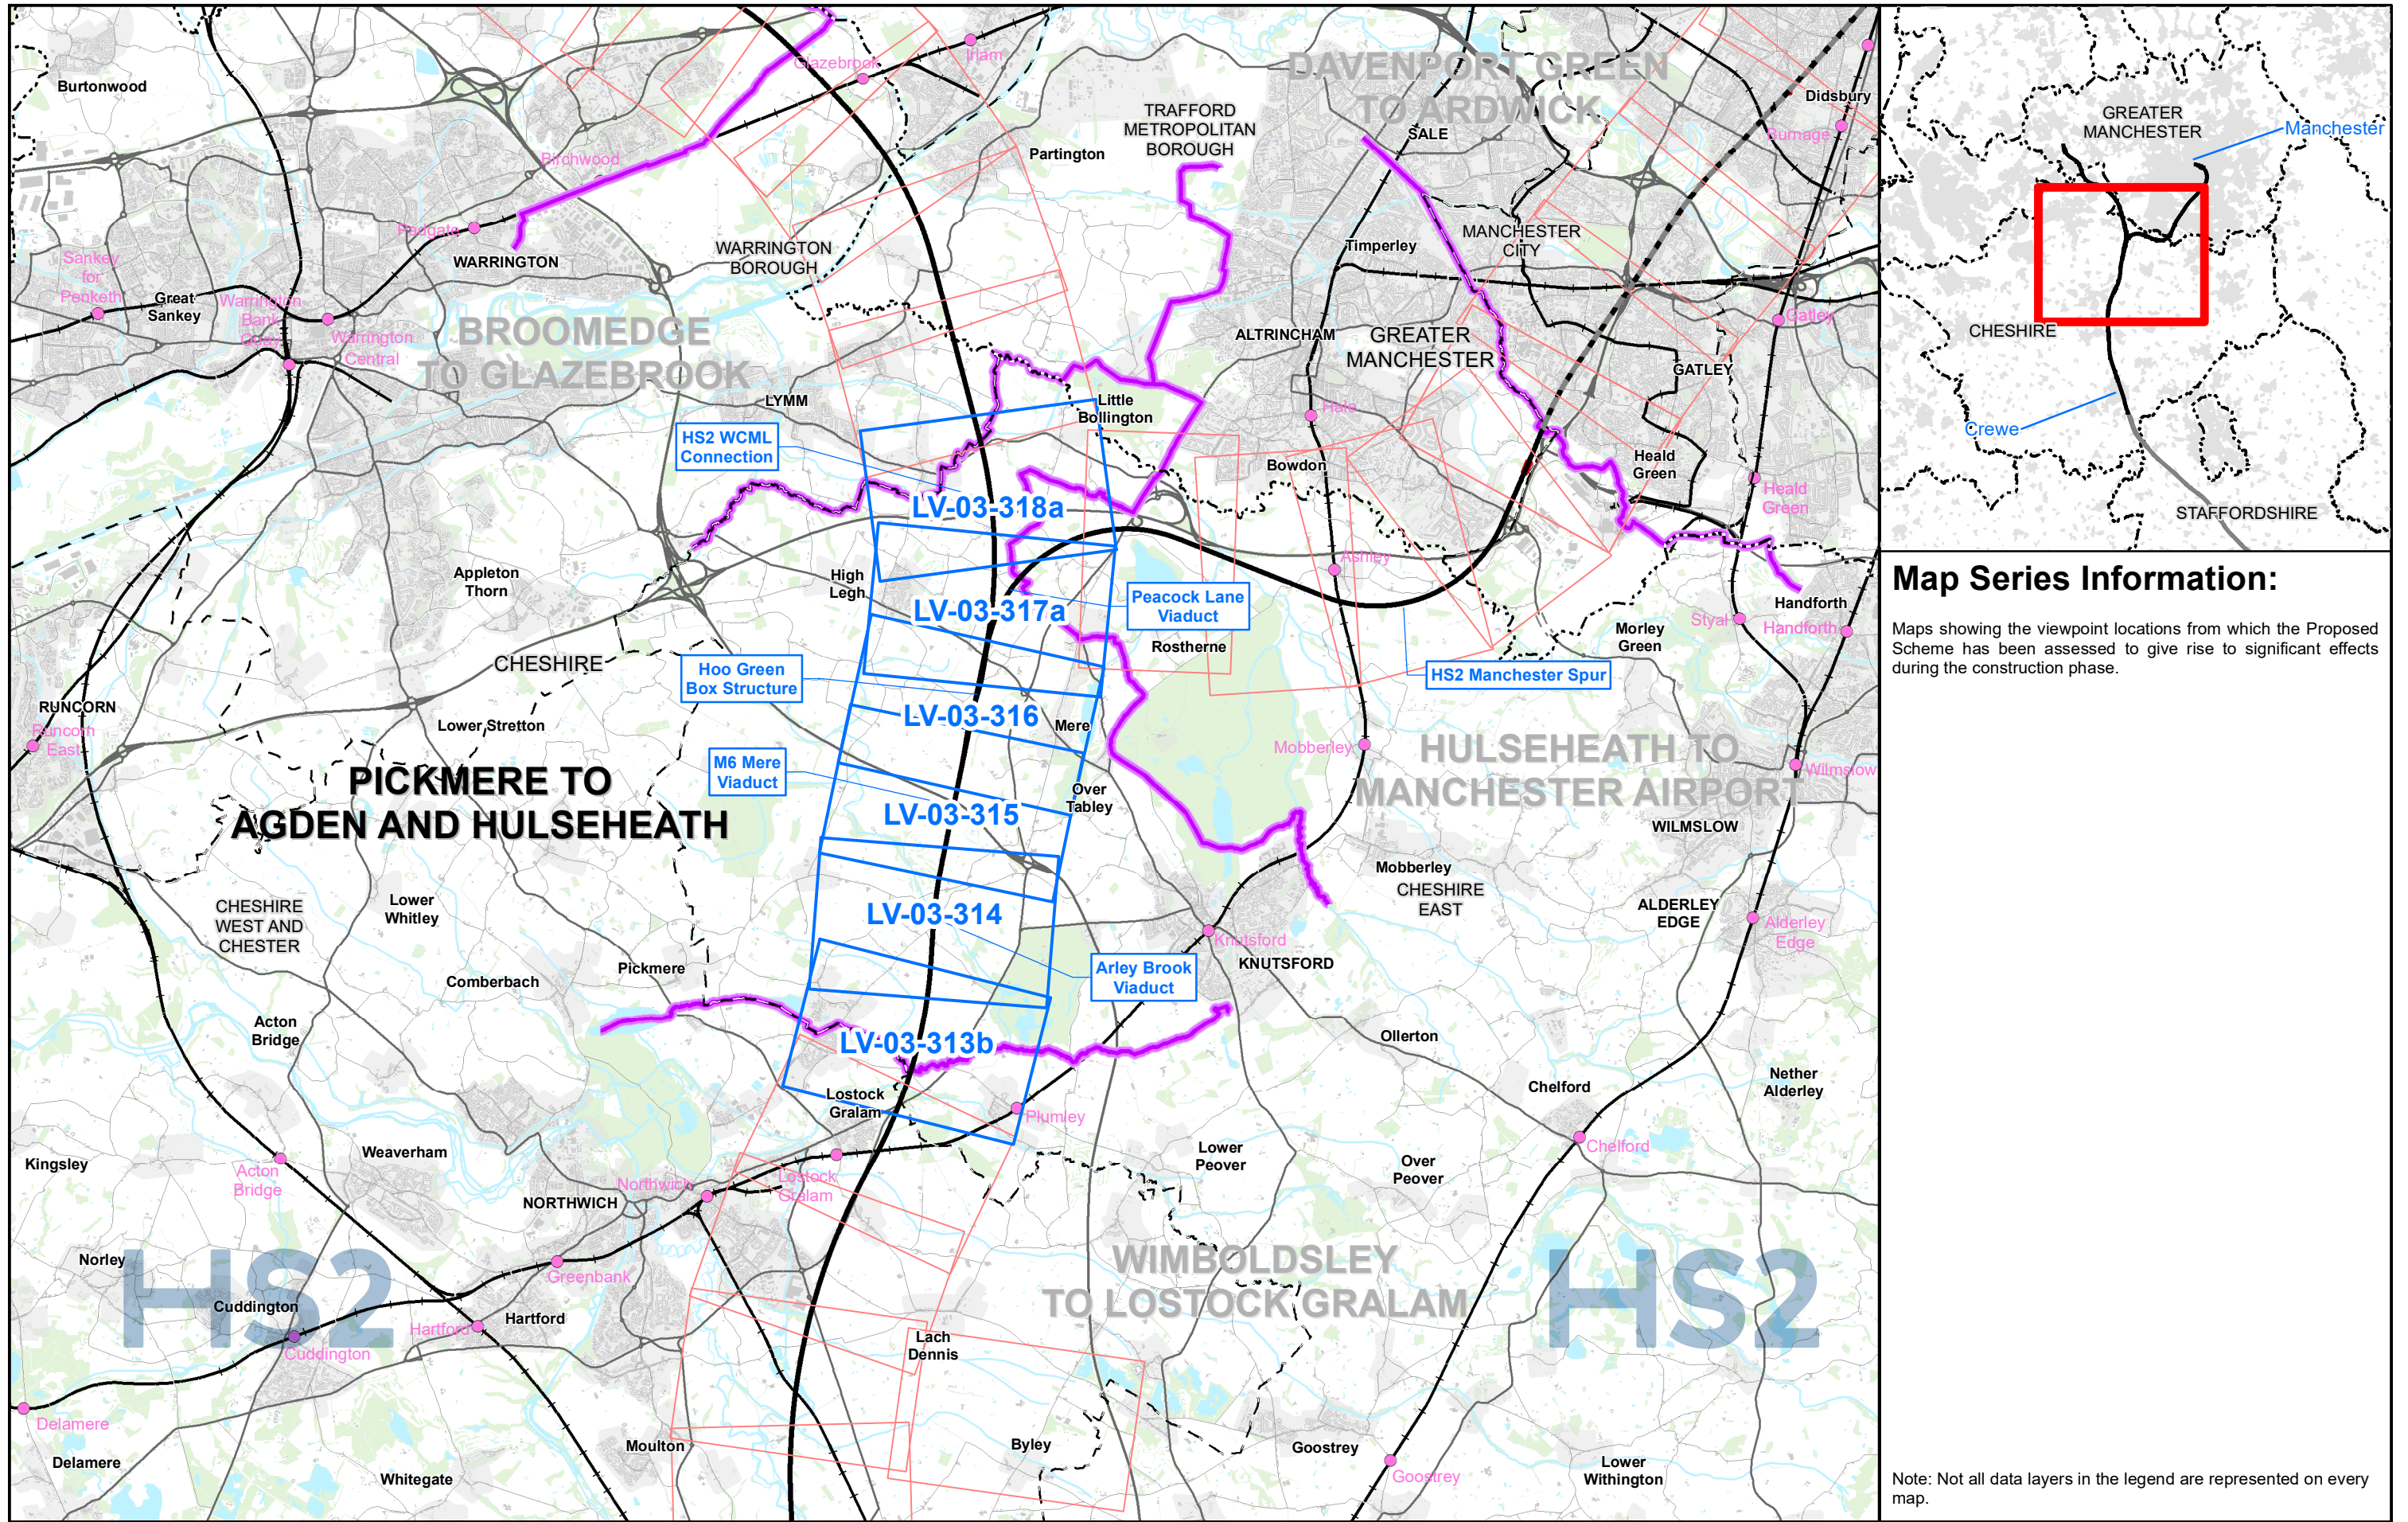 Burtonwood
Glazebrook
Irlam
DAVENPORT GREEN
TO ARDWICK
Didsbury
Burnage
TRAFFORD
METROPOLITAN
BOROUGH
SALE
Partington
Birchwood
Padgate
WARRINGTON
WARRINGTON
BOROUGH
Timperley
MANCHESTER
CITY
Sankey
for
Penketh
Great
Sankey
Warrington
Bank
Quay
Warrington
Central
BROOMEDGE
TO GLAZEBROOK
ALTRINCHAM
GREATER
MANCHESTER
Gatley
GATLEY
LYMM
Little
Bollington
Hale
HS2 WCML
Connection
Bowdon
Heald
Green
Heald
Green
LV-03-318a
Appleton
Thorn
High
Legh
Ashley
LV-03-317a
Peacock Lane
Viaduct
Handforth
Styal
Handforth
Morley
Green
Rostherne
CHESHIRE
Hoo Green
Box Structure
HS2 Manchester Spur
RUNCORN
Runcorn
East
Lower Stretton
LV-03-316
Mere
Mobberley
HULSEHEATH TO
MANCHESTER AIRPORT
Wilmslow
M6 Mere
Viaduct
PICKMERE TO
AGDEN AND HULSEHEATH
Over
Tabley
LV-03-315
WILMSLOW
Mobberley
CHESHIRE
EAST
CHESHIRE
WEST AND
CHESTER
Lower
Whitley
LV-03-314
ALDERLEY
EDGE
Alderley
Edge
Knutsford
KNUTSFORD
Pickmere
Comberbach
Arley Brook
Viaduct
Acton
Bridge
LV-03-313b
Ollerton
Chelford
Nether
Alderley
Lostock
Gralam
Plumley
Weaverham
Kingsley
Acton
Bridge
Lower
Peover
Over
Peover
Chelford
Northwich
NORTHWICH
Lostock
Gralam
Norley
HS2
Greenbank
WIMBOLDSLEY
TO LOSTOCK GRALAM
HS2
Cuddington
Hartford
Hartford
Cuddington
Lach
Dennis
Delamere
Delamere
Moulton
Whitegate
Byley
Goostrey
Goostrey
Lower
Withington
GREATER
MANCHESTER
Manchester
CHESHIRE
Crewe
STAFFORDSHIRE
Map Series Information:
Maps showing the viewpoint locations from which the Proposed
Scheme has been assessed to give rise to significant effects
during the construction phase.
Note: Not all data layers in the legend are represented on every
map.